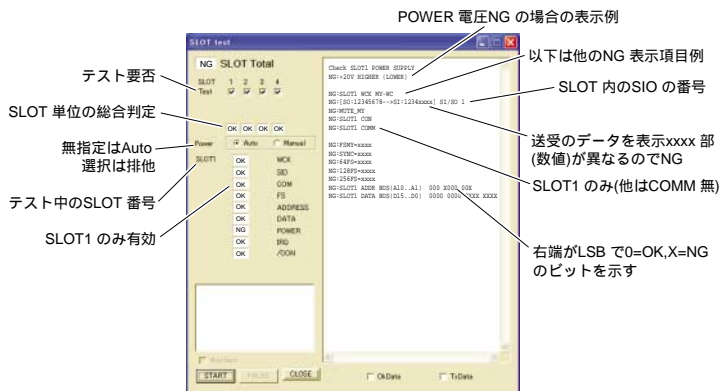 POWER 電圧NG の場合の表示例
SLOT test
以下は他のNG 表示項目例
NG SLOT Total
Check SLOT1 POWER SUPPLY
NG:+20V HIGHER (LOWER)
テスト要否
SLOT 1 2 3 4
Test
SLOT 内のSIO の番号
NG:SLOT1 WCK MY-NC
NG:[SO:12345678-->SI:1234xxxx] SI/SO 1
NG:MUTE_MY
NG:SLOT1 CON
NG:SLOT1 COMM
SLOT 単位の総合判定
OK OK OK OK
送受のデータを表示xxxx 部
(数値)が異なるのでNG
無指定はAuto
選択は排他
Power Auto Manual
NG:FSMY=xxxx
NG:SYNC=xxxx
NG:64FS=xxxx
NG:128FS=xxxx
NG:256FS=xxxx
NG:SLOT1 ADDR BUS(A10..A1) 000 X000 00X
NG:SLOT1 DATA BUS(D15..D0) 0000 0000 XXXX XXXX
SLOT1 のみ(他はCOMM 無)
SLOT1 OK WCK
OK SIO
OK COM
OK FS
OK ADDRESS
OK DATA
NG POWER
OK IRQ
OK /CON
テスト中のSLOT 番号
SLOT1 のみ有効
右端がLSB で0=OK,X=NG
のビットを示す
START PAUSE CLOSE
OkData TxData